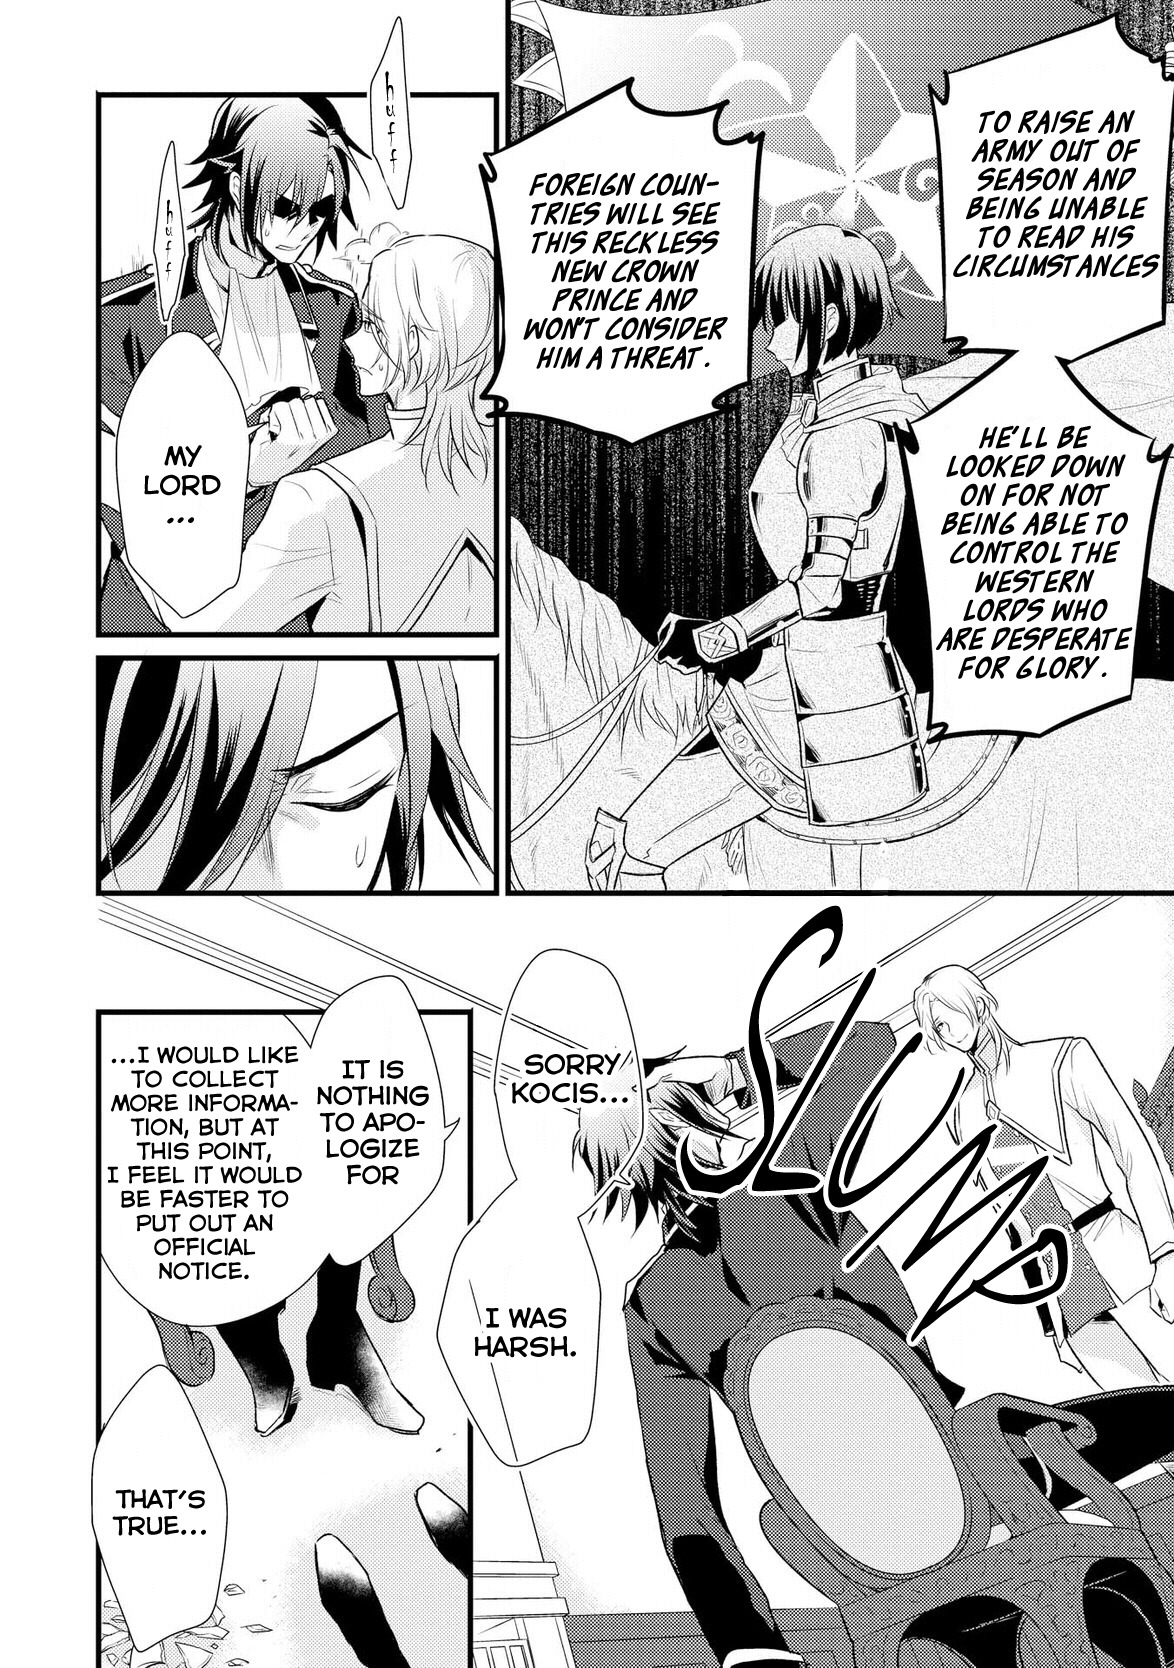 TO RAISE AN
ARMY OUT OF
SEASON AND
BEING UNABLE
TO READ HIS
CIRCUMSTANCES
HE'LL BE
LOOKED DOWN
ON FOR NOT
BEING ABLE TO
CONTROL THE
WESTERN
LORDS WHO
ARE DESPERATE
FOR GLORY.
FOREIGN COUN-
TRIES WILL SEE
THIS RECKLESS
NEW CROWN
PRINCE AND
WON'T CONSIDER
HIM A THREAT.
huff
huff
MY
LORD
...
SLUMP
SORRY
KOCIS...
I WAS
HARSH.
IT IS
NOTHING
TO APO-
LOGIZE
FOR
...I WOULD LIKE
TO COLLECT
MORE INFORMA-
TION, BUT AT
THIS POINT,
I FEEL IT WOULD
BE FASTER TO
PUT OUT AN
OFFICIAL
NOTICE.
THAT'S
TRUE...